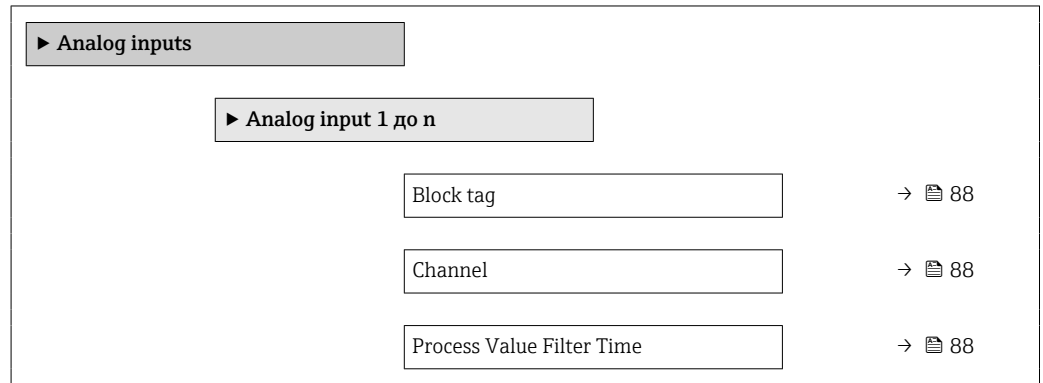 ▶ Analog inputs
▶ Analog input 1 до n
Block tag → 88
Channel → 88
Process Value Filter Time → 88